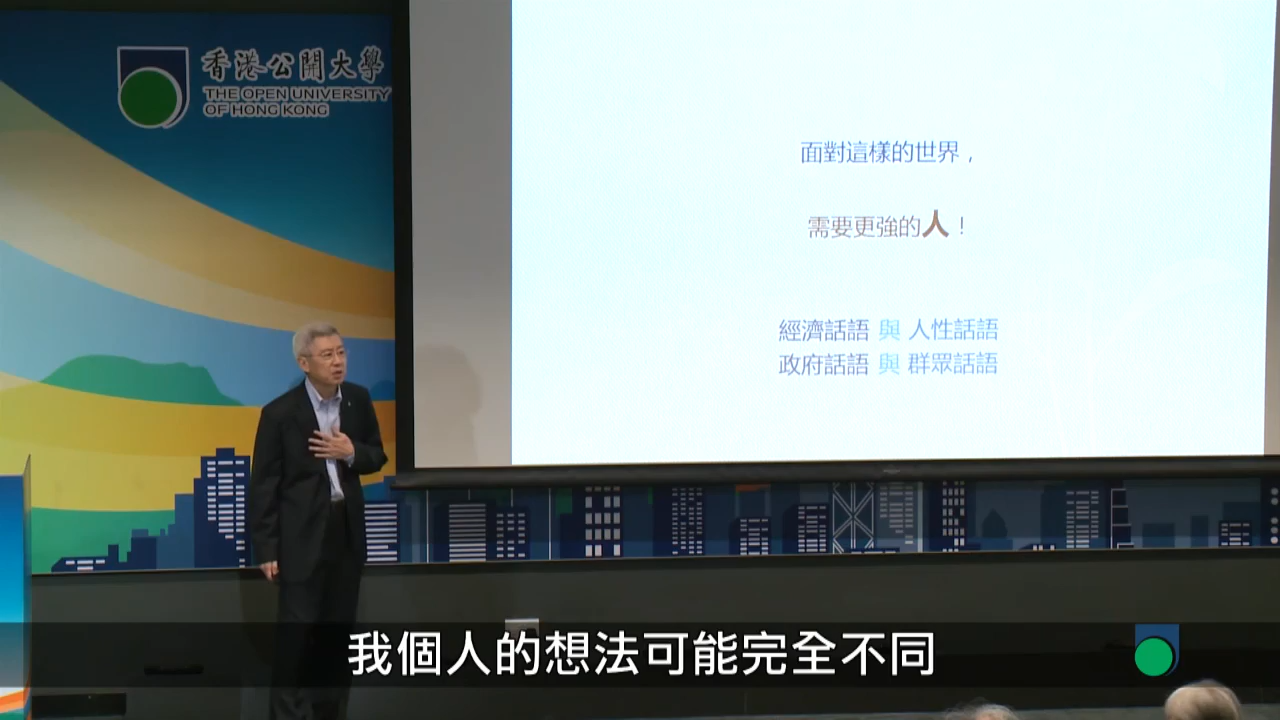 香港公開大學
THE OPEN UNIVERSITY
OF HONG KONG
面對這樣的世界，
需要更強的人！
經濟話語 與 人性話語
政府話語 與 群眾話語
我個人的想法可能完全不同